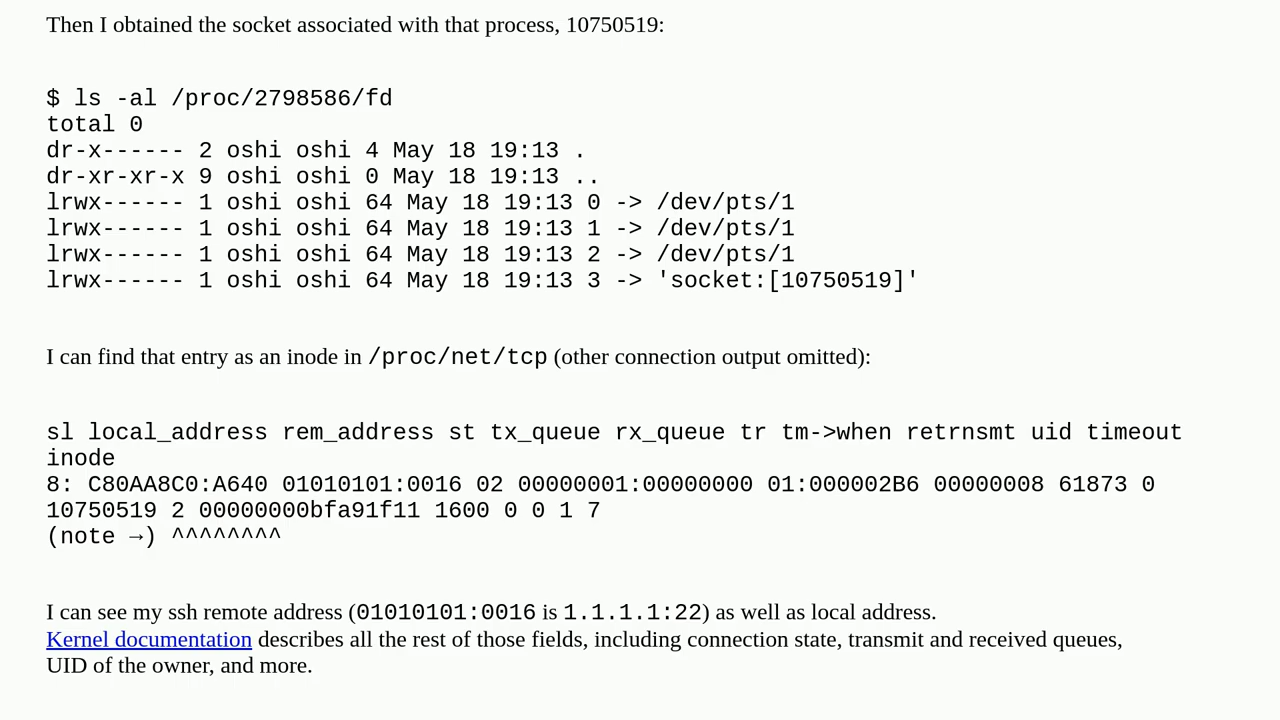 Then I obtained the socket associated with that process, 10750519:
$ ls -al /proc/2798586/fd
total 0
dr-x------ 2 oshi oshi 4 May 18 19:13 .
dr-xr-xr-x 9 oshi oshi 0 May 18 19:13 ..
lrwx------ 1 oshi oshi 64 May 18 19:13 0 -> /dev/pts/1
lrwx------ 1 oshi oshi 64 May 18 19:13 1 -> /dev/pts/1
lrwx------ 1 oshi oshi 64 May 18 19:13 2 -> /dev/pts/1
lrwx------ 1 oshi oshi 64 May 18 19:13 3 -> 'socket:[10750519]'
I can find that entry as an inode in /proc/net/tcp (other connection output omitted):
sl local_address rem_address st tx_queue rx_queue tr tm->when retrnsmt uid timeout
inode
8: C80AA8C0:A640 01010101:0016 02 00000001:00000000 01:000002B6 00000008 61873 0
10750519 2 00000000bfa91f11 1600 0 0 1 7
(note →) ^^^^^^^^
I can see my ssh remote address (01010101:0016 is 1.1.1.1:22) as well as local address.
Kernel documentation describes all the rest of those fields, including connection state, transmit and received queues,
UID of the owner, and more.